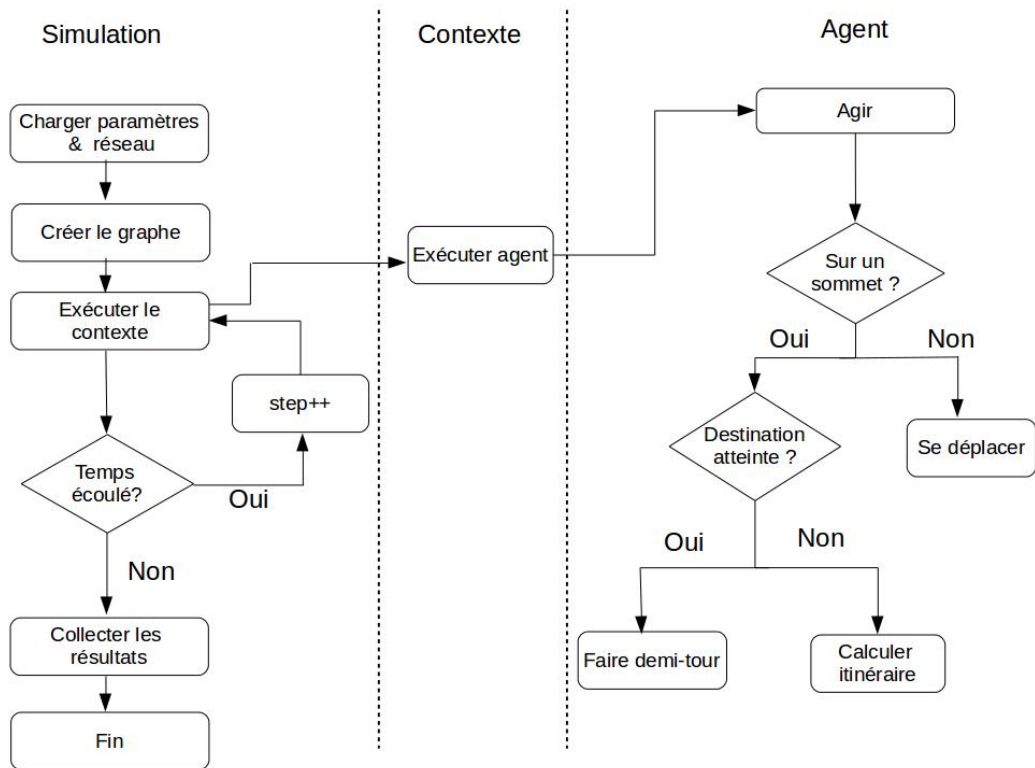 Simulation
Contexte
Agent
Charger paramètres
& réseau
Créer le graphe
Exécuter le
contexte
step++
Temps
écoulé?
Oui
Non
Collecter les
résultats
Fin
Exécuter agent
Agir
Sur un
sommet ?
Oui
Non
Destination
atteinte ?
Se déplacer
Oui
Non
Faire demi-tour
Calculer
itinéraire